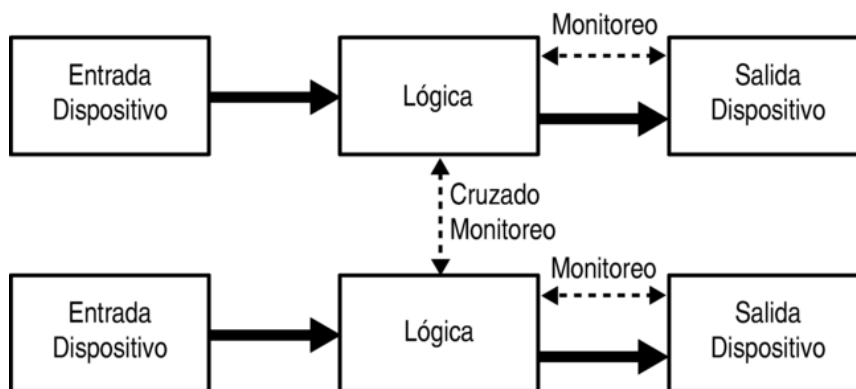 Monitoreo
Entrada
Dispositivo
Lógica
Salida
Dispositivo
Cruzado
Monitoreo
Monitoreo
Entrada
Dispositivo
Lógica
Salida
Dispositivo